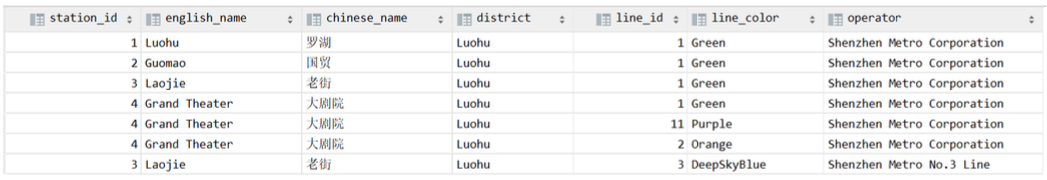 station_id english_name chinese_name district line_id line_color operator
1 Luohu 罗湖 Luohu 1 Green Shenzhen Metro Corporation
2 Guomao 国贸 Luohu 1 Green Shenzhen Metro Corporation
3 Laojie 老街 Luohu 1 Green Shenzhen Metro Corporation
4 Grand Theater 大剧院 Luohu 1 Green Shenzhen Metro Corporation
4 Grand Theater 大剧院 Luohu 11 Purple Shenzhen Metro Corporation
4 Grand Theater 大剧院 Luohu 2 Orange Shenzhen Metro Corporation
3 Laojie 老街 Luohu 3 DeepSkyBlue Shenzhen Metro No.3 Line